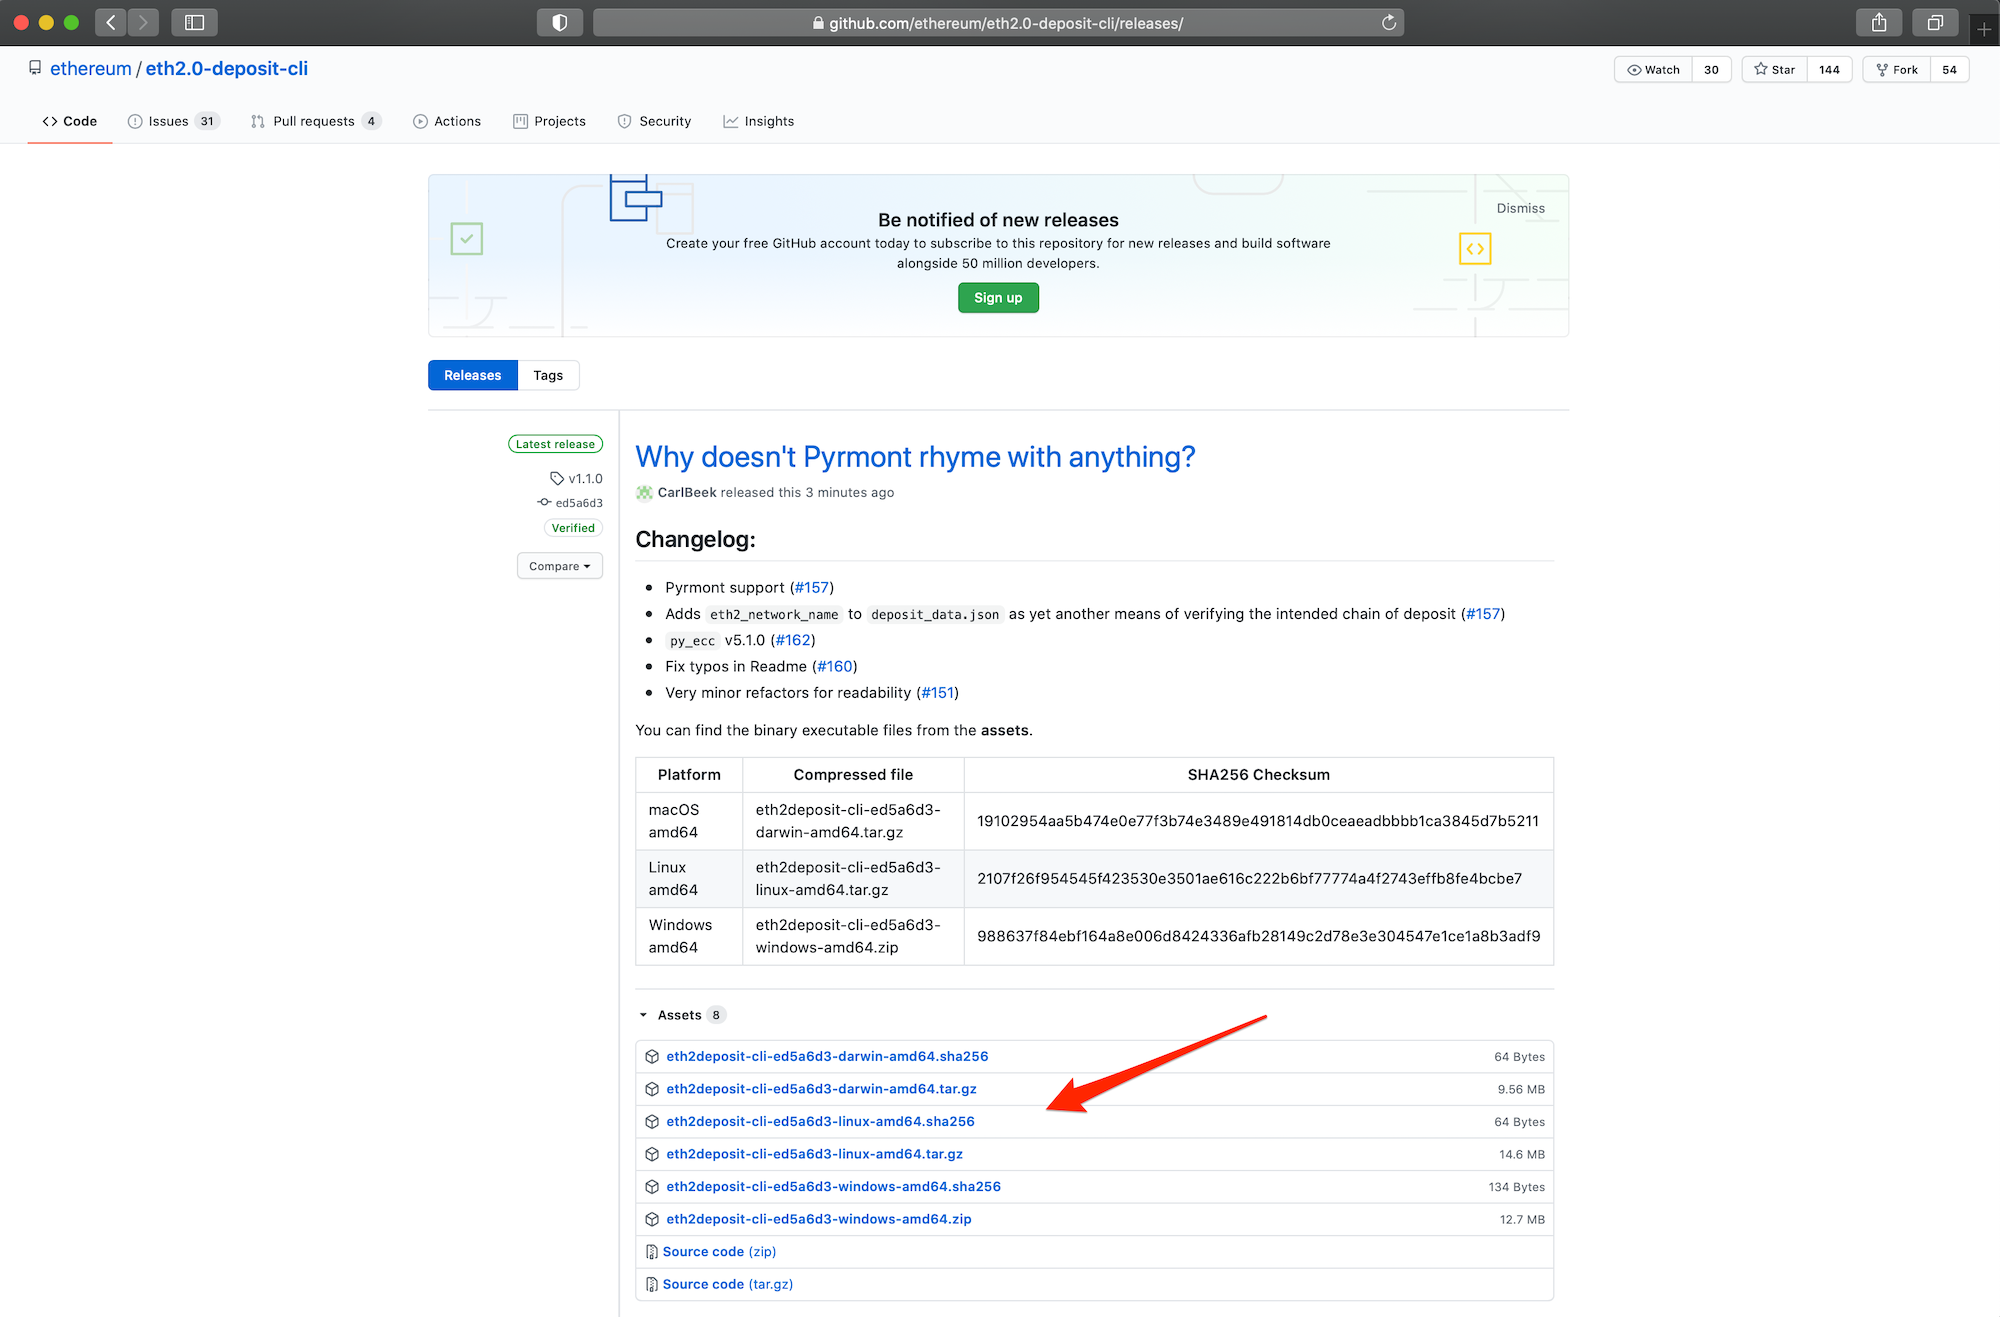 github.com/ethereum/eth2.0-deposit-cli/releases/
ethereum / eth2.0-deposit-cli
Watch 30 Star 144 Fork 54
Code Issues 31 Pull requests 4 Actions Projects Security Insights
Be notified of new releases
Dismiss
Create your free GitHub account today to subscribe to this repository for new releases and build software
alongside 50 million developers.
Sign up
Releases Tags
Latest release
v1.1.0
ed5a6d3
Verified
Compare
Why doesn't Pyrmont rhyme with anything?
CarlBeek released this 3 minutes ago
Changelog:
Pyrmont support (#157)
Adds eth2_network_name to deposit_data.json as yet another means of verifying the intended chain of deposit (#157)
py_ecc v5.1.0 (#162)
Fix typos in Readme (#160)
Very minor refactors for readability (#151)
You can find the binary executable files from the assets.
Platform Compressed file SHA256 Checksum
macOS
amd64
eth2deposit-cli-ed5a6d3-
darwin-amd64.tar.gz
19102954aa5b474e0e77f3b74e3489e491814db0ceaeadbbbb1ca3845d7b5211
Linux
amd64
eth2deposit-cli-ed5a6d3-
linux-amd64.tar.gz
2107f26f954545f423530e3501ae616c222b6bf77774a4f2743effb8fe4bcbe7
Windows
amd64
eth2deposit-cli-ed5a6d3-
windows-amd64.zip
988637f84ebf164a8e006d8424336afb28149c2d78e3e304547e1ce1a8b3adf9
Assets 8
eth2deposit-cli-ed5a6d3-darwin-amd64.sha256 64 Bytes
eth2deposit-cli-ed5a6d3-darwin-amd64.tar.gz 9.56 MB
eth2deposit-cli-ed5a6d3-linux-amd64.sha256 64 Bytes
eth2deposit-cli-ed5a6d3-linux-amd64.tar.gz 14.6 MB
eth2deposit-cli-ed5a6d3-windows-amd64.sha256 134 Bytes
eth2deposit-cli-ed5a6d3-windows-amd64.zip 12.7 MB
Source code (zip)
Source code (tar.gz)